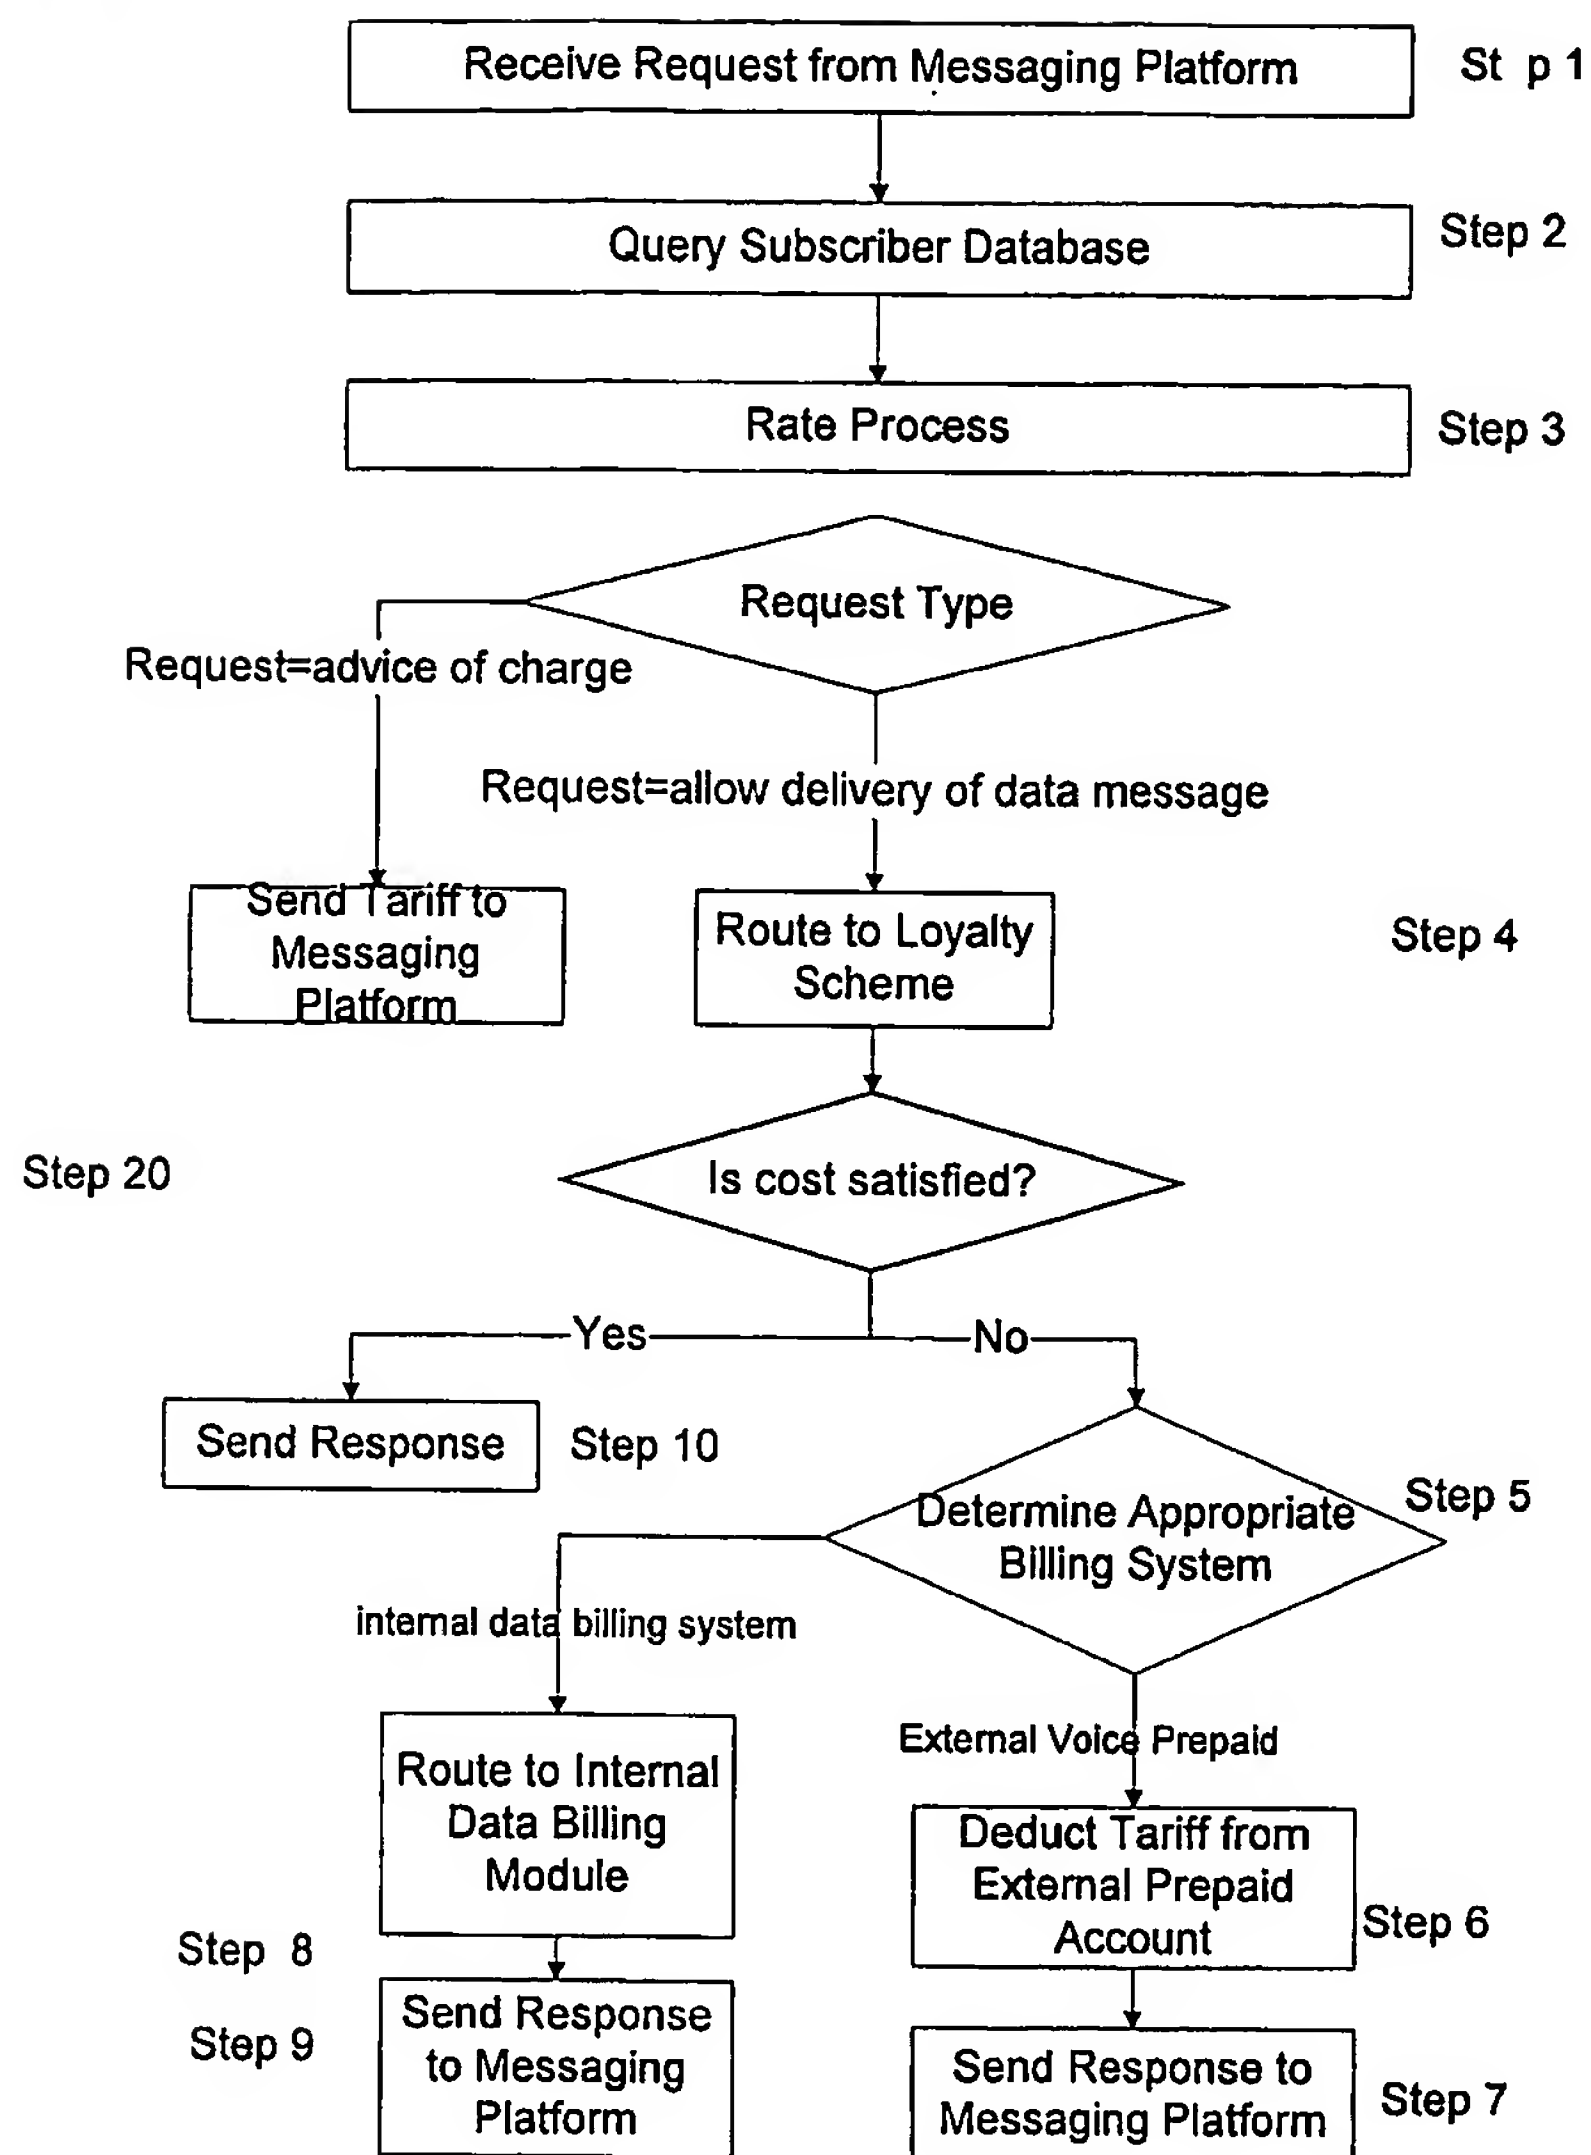 Receive Request from Messaging Platform
St p 1
Query Subscriber Database
Step 2
Rate Process
Step 3
Request Type
Request=advice of charge
Request=allow delivery of data message
Send Tariff to
Messaging
Platform
Route to Loyalty
Scheme
Step 4
Step 20
Is cost satisfied?
Yes
No
Send Response
Step 10
Determine Appropriate
Billing System
Step 5
internal data billing system
External Voice Prepaid
Route to Internal
Data Billing
Module
Deduct Tariff from
External Prepaid
Account
Step 6
Step 8
Send Response
to Messaging
Platform
Step 9
Send Response to
Messaging Platform
Step 7